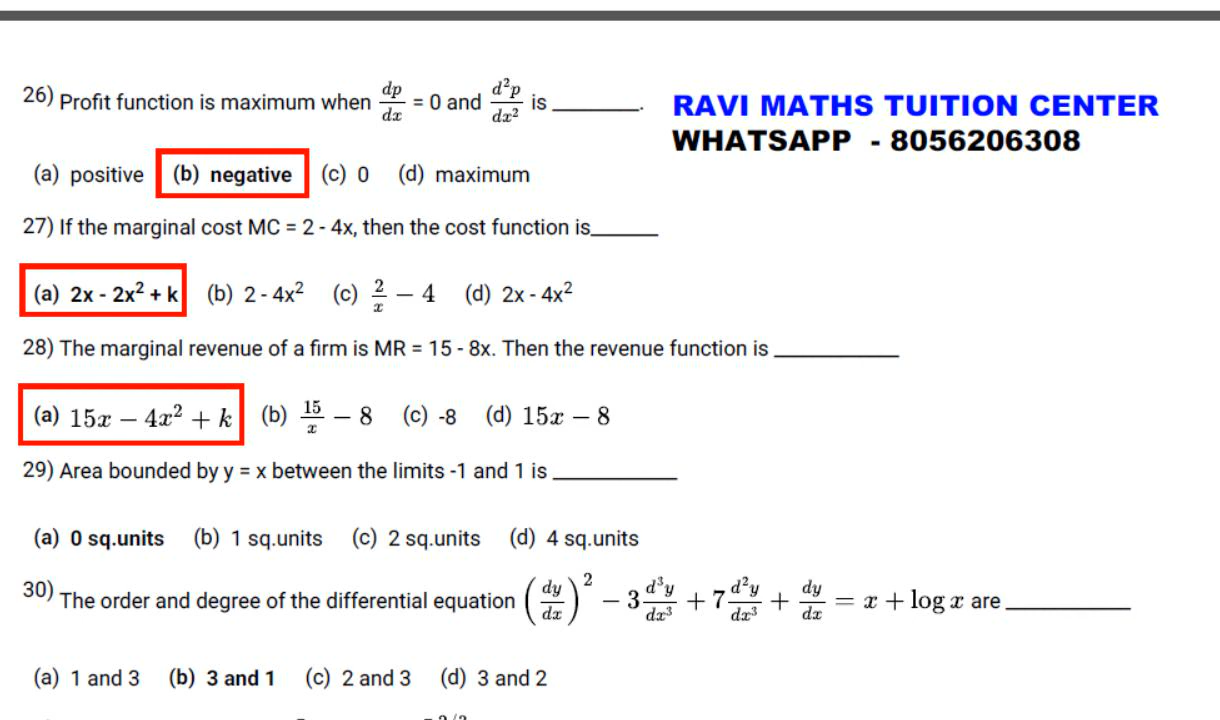 26) Profit function is maximum when dp/dx = 0 and d²p/dx² is ________.
RAVI MATHS TUITION CENTER
WHATSAPP - 8056206308
(a) positive (b) negative (c) 0 (d) maximum
27) If the marginal cost MC = 2 - 4x, then the cost function is______
(a) 2x - 2x² + k (b) 2 - 4x² (c) 2/x − 4 (d) 2x - 4x²
28) The marginal revenue of a firm is MR = 15 - 8x. Then the revenue function is ___________
(a) 15x − 4x² + k (b) 15/x − 8 (c) -8 (d) 15x − 8
29) Area bounded by y = x between the limits -1 and 1 is ___________
(a) 0 sq.units (b) 1 sq.units (c) 2 sq.units (d) 4 sq.units
30) The order and degree of the differential equation (dy/dx)² − 3 d³y/dx³ + 7 d²y/dx³ + dy/dx = x + log x are ___________
(a) 1 and 3 (b) 3 and 1 (c) 2 and 3 (d) 3 and 2